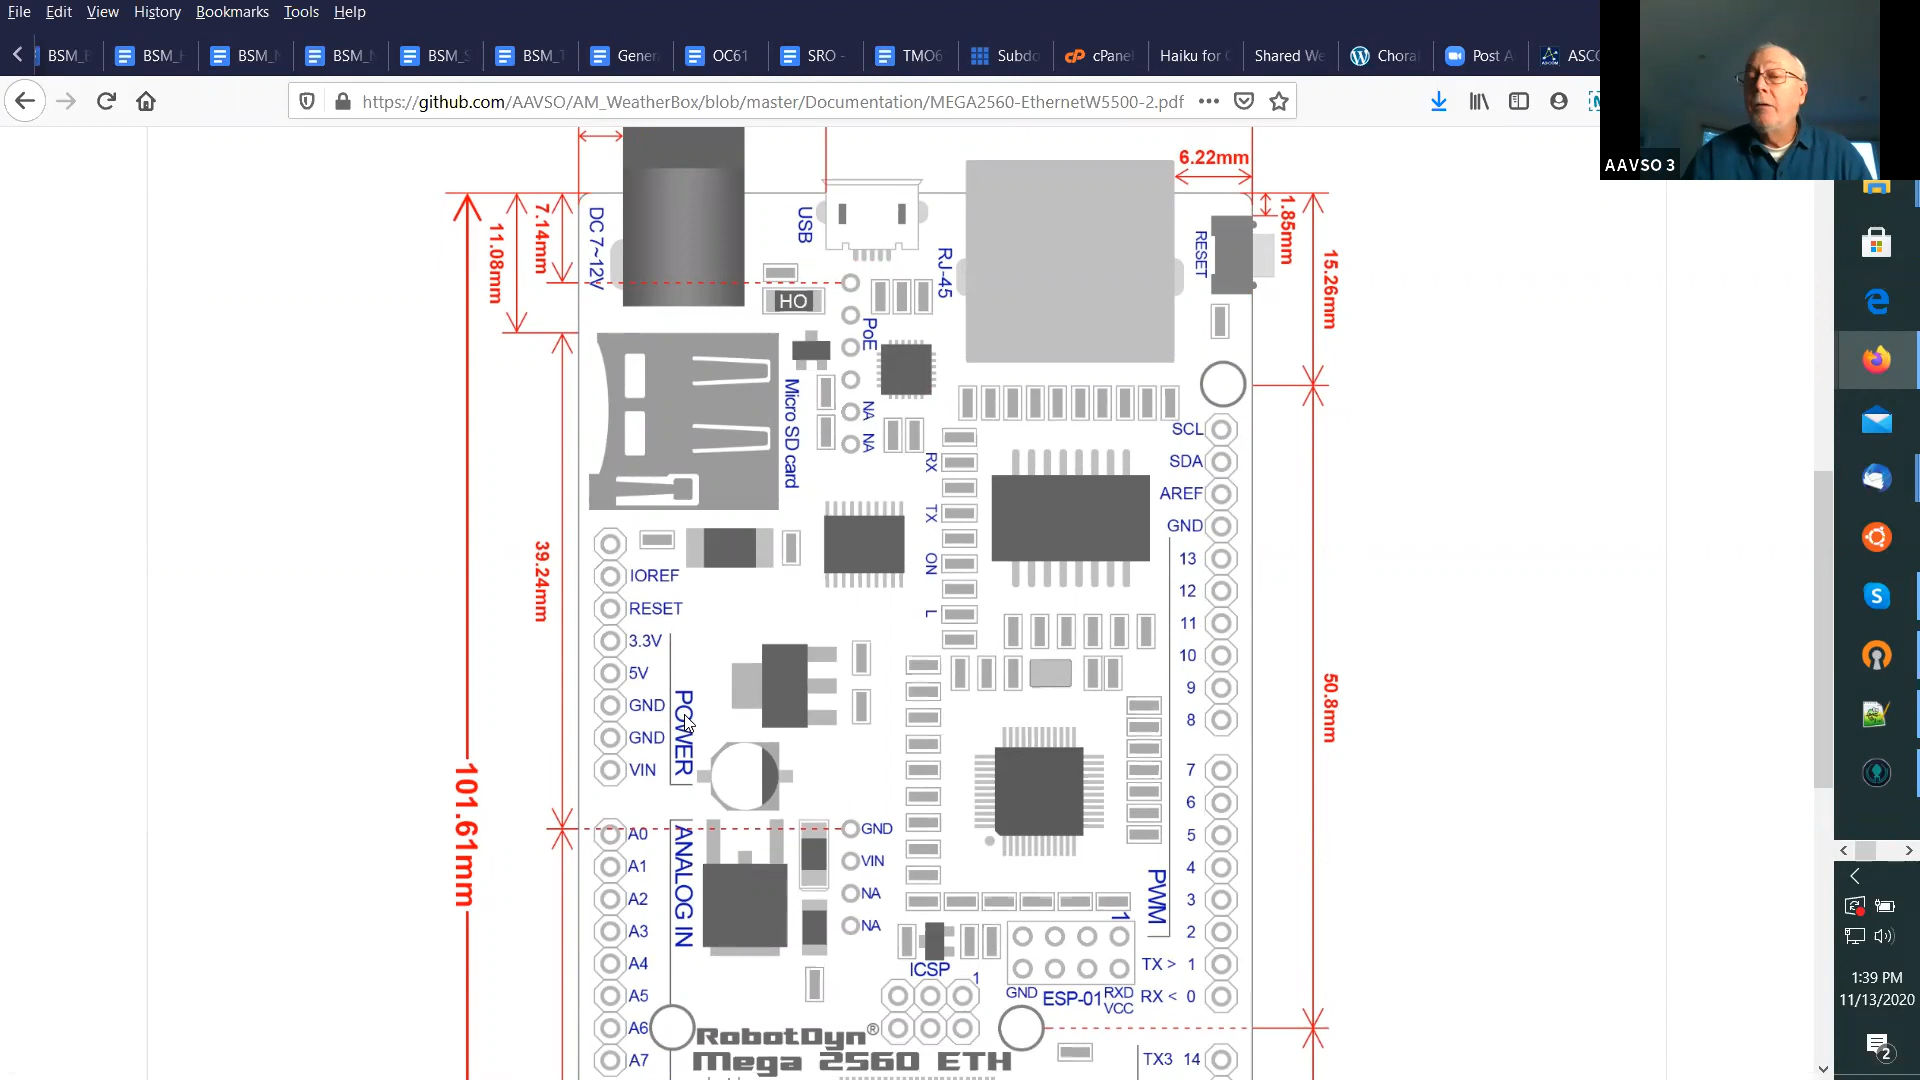 File Edit View History Bookmarks Tools Help
BSM_ BSM_ BSM_ BSM_ BSM_ BSM_ Gene OC61 SRO - TMO6 Subdo cPane Haiku for Shared We Chora Post A ASC
https://github.com/AAVSO/AM_WeatherBox/blob/master/Documentation/MEGA2560-EthernetW5500-2.pdf
AAVSO 3
6.22mm
1.85mm
15.26mm
7.14mm
11.08mm
DC 7~12V
USB
RJ-45
RESET
HO
PoE
NA
NA
Micro SD card
39.24mm
101.61mm
50.8mm
RX
TX
ON
L
SCL
SDA
AREF
GND
13
12
11
10
9
8
7
6
5
4
3
2
TX > 1
RX < 0
TX3 14
PWM
IOREF
RESET
3.3V
5V
GND
GND
VIN
POWER
A0
A1
A2
A3
A4
A5
A6
A7
ANALOG IN
GND
VIN
NA
NA
ICSP
1
1
GND ESP-01 RXD
VCC
RobotDyn®
Mega 2560 ETH
1:39 PM
11/13/2020
2